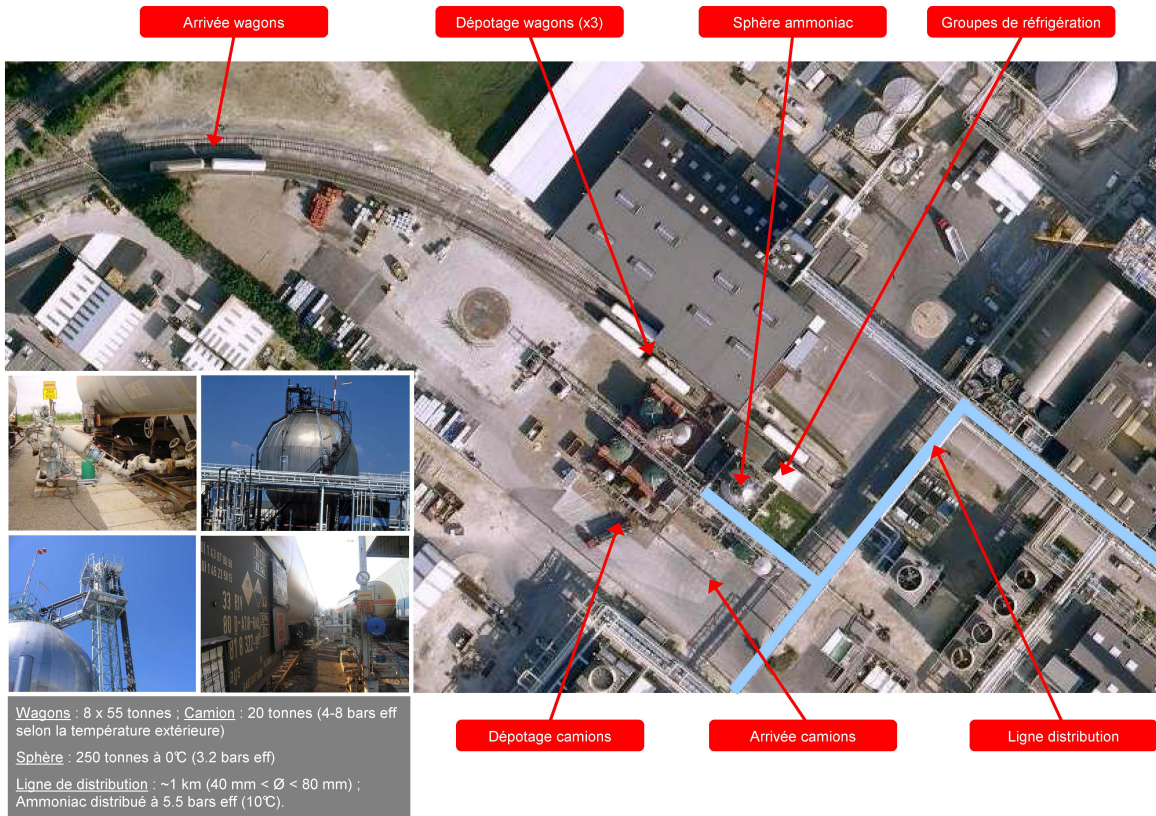 Arrivée wagons
Dépotage wagons (x3)
Sphère ammoniac
Groupes de réfrigération
Dépotage camions
Arrivée camions
Ligne distribution
Wagons : 8 x 55 tonnes ; Camion : 20 tonnes (4-8 bars eff
selon la température extérieure)
Sphère : 250 tonnes à 0°C (3.2 bars eff)
Ligne de distribution : ~1 km (40 mm < Ø < 80 mm) ;
Ammoniac distribué à 5.5 bars eff (10°C).